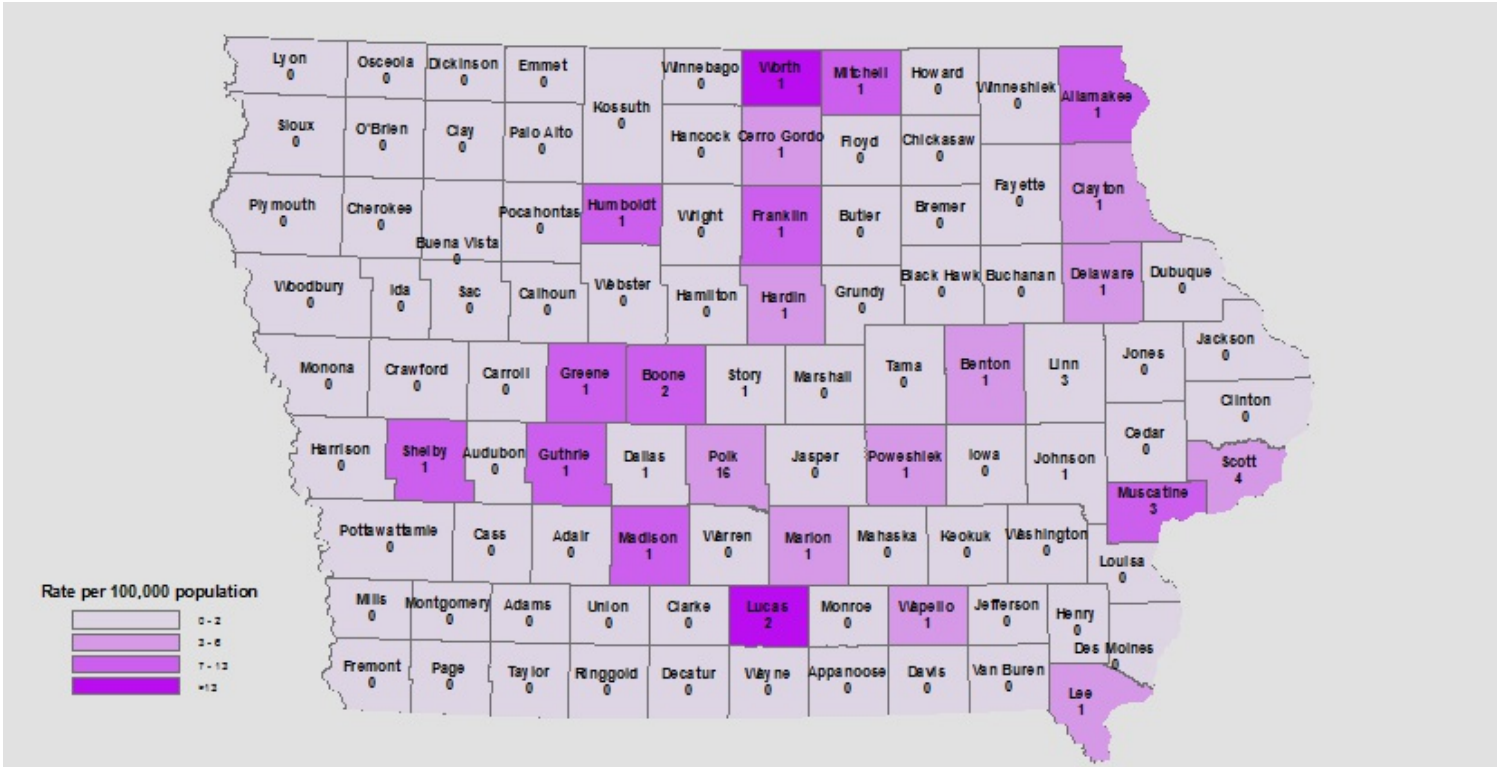 Lyon
0
Osceola
0
Dickinson
0
Emmet
0
Kossuth
0
Winnebago
0
Worth
1
Mitchell
1
Howard
0
Winneshiek
0
Allamakee
1
Sioux
0
O'Brien
0
Clay
0
Palo Alto
0
Hancock
0
Cerro Gordo
1
Floyd
0
Chickasaw
0
Fayette
0
Clayton
1
Plymouth
0
Cherokee
0
Buena Vista
0
Pocahontas
0
Humboldt
1
Wright
0
Franklin
1
Butler
0
Bremer
0
Woodbury
0
Ida
0
Sac
0
Calhoun
0
Webster
0
Hamilton
0
Hardin
1
Grundy
0
Black Hawk
0
Buchanan
0
Delaware
1
Dubuque
0
Monona
0
Crawford
0
Carroll
0
Greene
1
Boone
2
Story
1
Marshall
0
Tama
0
Benton
1
Linn
3
Jones
0
Jackson
0
Clinton
0
Harrison
0
Shelby
1
Audubon
0
Guthrie
1
Dallas
1
Polk
16
Jasper
0
Poweshiek
1
Iowa
0
Johnson
1
Cedar
0
Scott
4
Muscatine
3
Pottawattamie
0
Cass
0
Adair
0
Madison
1
Warren
0
Marion
1
Mahaska
0
Keokuk
0
Washington
0
Louisa
0
Mills
0
Montgomery
0
Adams
0
Union
0
Clarke
0
Lucas
2
Monroe
0
Wapello
1
Jefferson
0
Henry
0
Des Moines
0
Fremont
0
Page
0
Taylor
0
Ringgold
0
Decatur
0
Wayne
0
Appanoose
0
Davis
0
Van Buren
0
Lee
1
Rate per 100,000 population
0 - 2